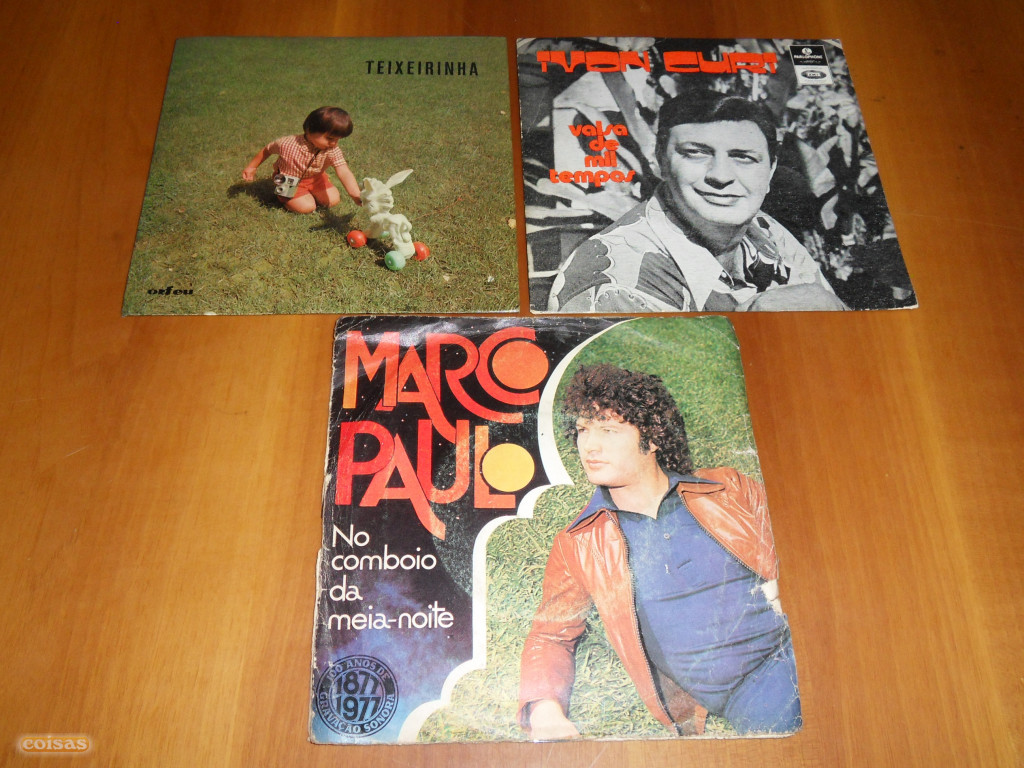 TEIXEIRINHA
orfeu
IVON CURI
PARLOPHONE
valsa
de
mil
tempos
MARCO
PAULO
No
comboio
da
meia-noite
100 ANOS DE
1877
1977
GRAVAÇÃO SONORA
coisas